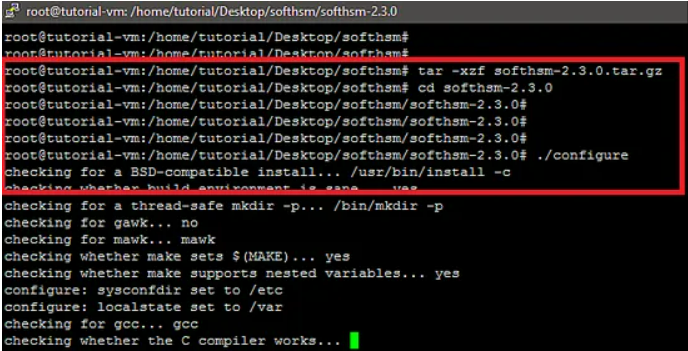 root@tutorial-vm: /home/tutorial/Desktop/softhsm/softhsm-2.3.0
root@tutorial-vm:/home/tutorial/Desktop/softhsm#
root@tutorial-vm:/home/tutorial/Desktop/softhsm#
root@tutorial-vm:/home/tutorial/Desktop/softhsm# tar -xzf softhsm-2.3.0.tar.gz
root@tutorial-vm:/home/tutorial/Desktop/softhsm# cd softhsm-2.3.0
root@tutorial-vm:/home/tutorial/Desktop/softhsm/softhsm-2.3.0#
root@tutorial-vm:/home/tutorial/Desktop/softhsm/softhsm-2.3.0#
root@tutorial-vm:/home/tutorial/Desktop/softhsm/softhsm-2.3.0#
root@tutorial-vm:/home/tutorial/Desktop/softhsm/softhsm-2.3.0# ./configure
checking for a BSD-compatible install... /usr/bin/install -c
checking whether build environment is sane... yes
checking for a thread-safe mkdir -p... /bin/mkdir -p
checking for gawk... no
checking for mawk... mawk
checking whether make sets $(MAKE)... yes
checking whether make supports nested variables... yes
configure: sysconfdir set to /etc
configure: localstate set to /var
checking for gcc... gcc
checking whether the C compiler works...